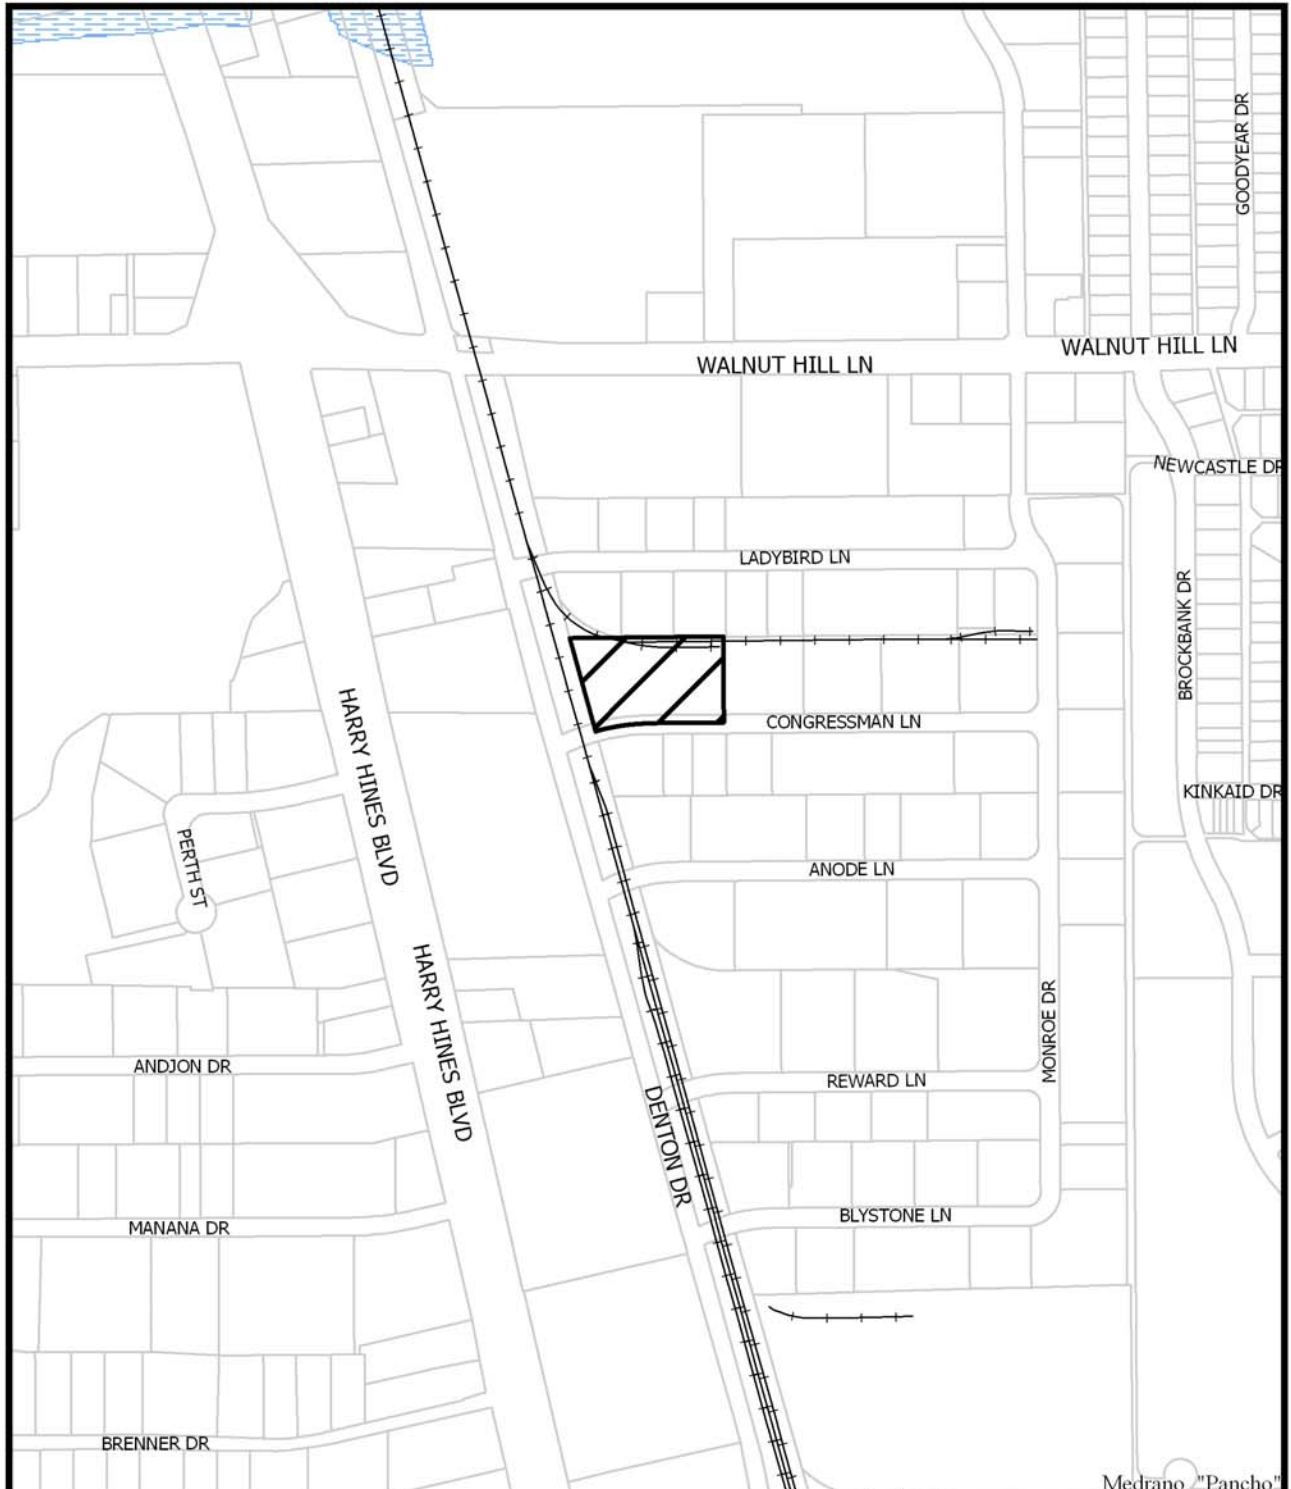 GOODYEAR DR
WALNUT HILL LN
WALNUT HILL LN
NEWCASTLE DR
LADYBIRD LN
BROCKBANK DR
HARRY HINES BLVD
CONGRESSMAN LN
KINKAID DR
PERTH ST
ANODE LN
HARRY HINES BLVD
MONROE DR
ANDJON DR
REWARD LN
DENTON DR
BLYSTONE LN
MANANA DR
BRENNER DR
Medrano "Pancho"